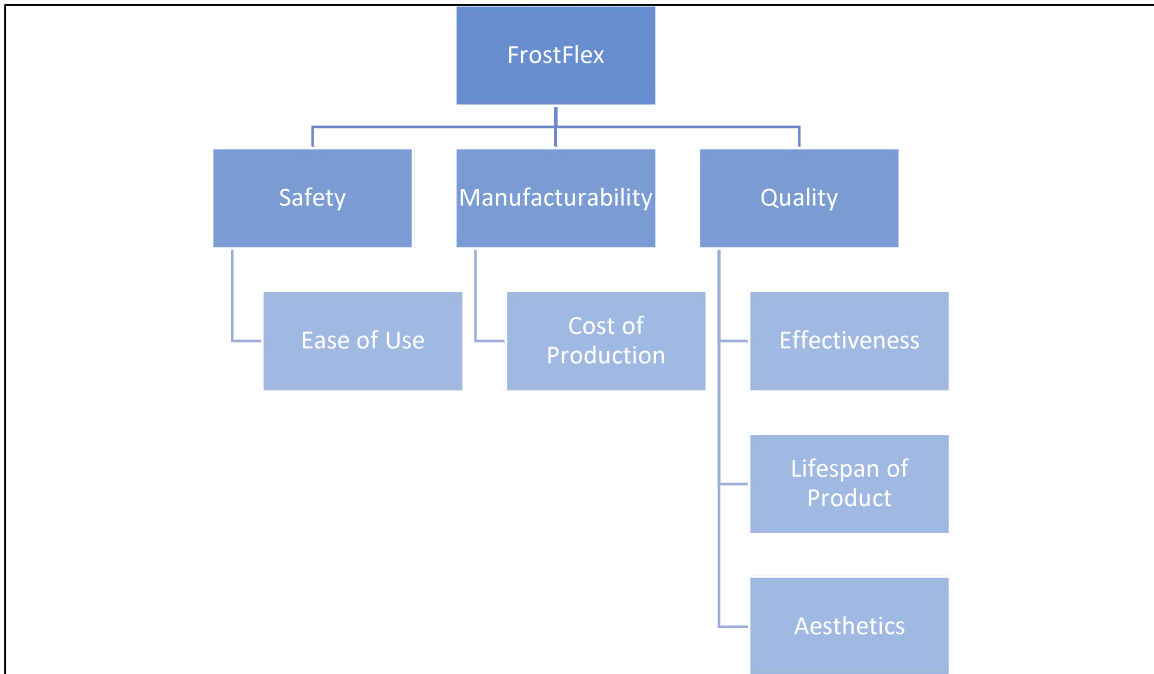 FrostFlex
Safety
Manufacturability
Quality
Ease of Use
Cost of
Production
Effectiveness
Lifespan of
Product
Aesthetics